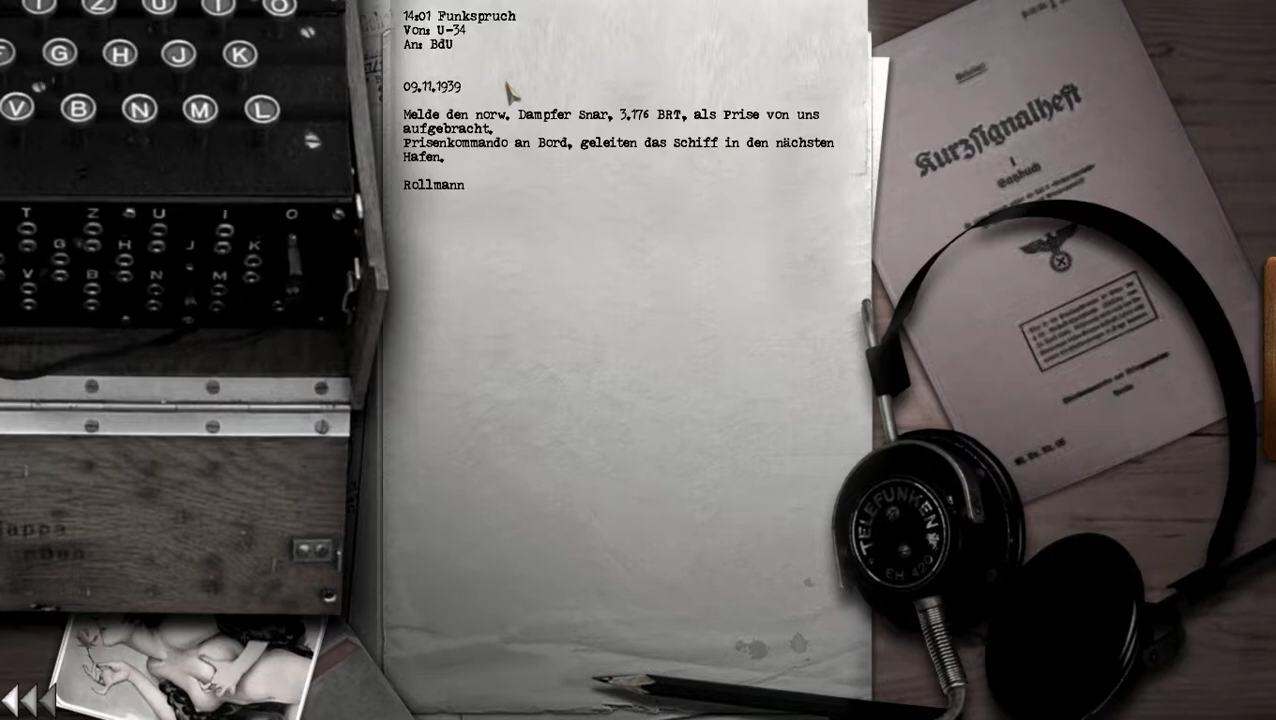 T Z U I O
F G H J K
V B N M L
14:01 Funkspruch
Von: U-34
An: BdU
09.11.1939
Melde den norw. Dampfer Snar, 3.176 BRT, als Prise von uns
aufgebracht.
Prisenkommando an Bord, geleiten das Schiff in den nächsten
Hafen.
Rollmann
T Z U I O
G H J K
V B N M
Kurzsignalheft
I
Satzbuch
Berlin
TELEFUNKEN
EH 420